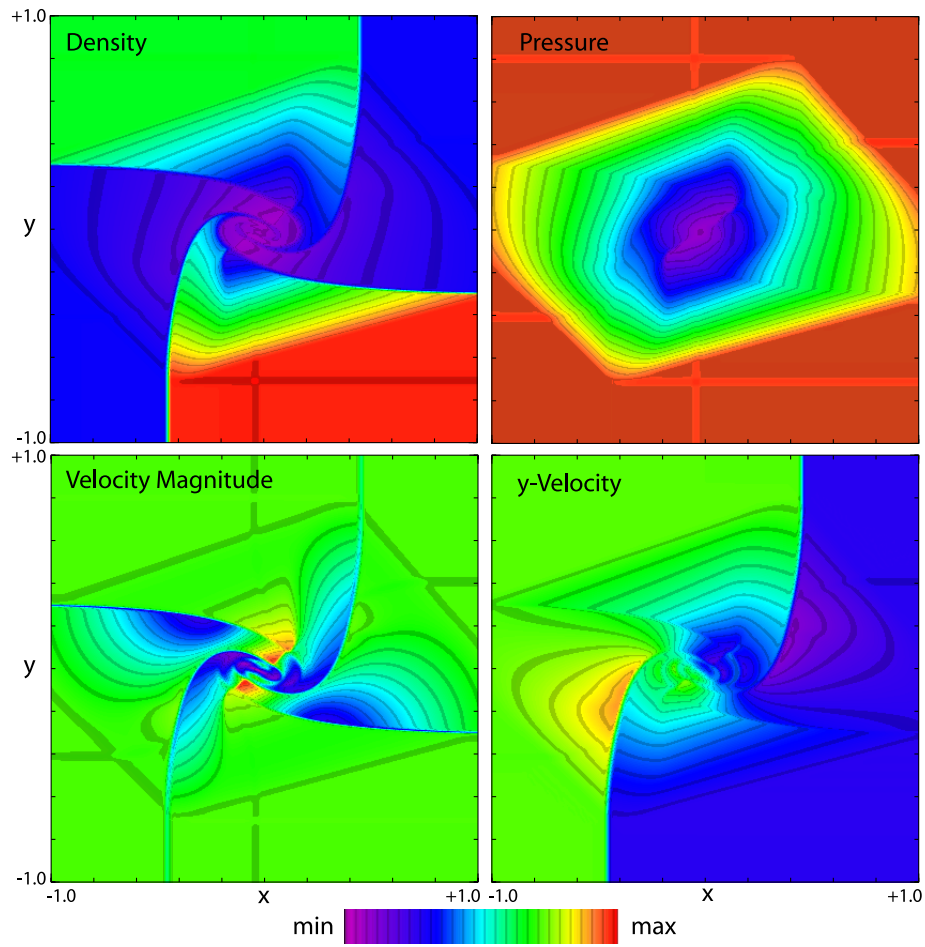 +1.0
Density
Pressure
y
-1.0
+1.0
Velocity Magnitude
y-Velocity
y
-1.0
-1.0 x +1.0 -1.0 x +1.0
min max